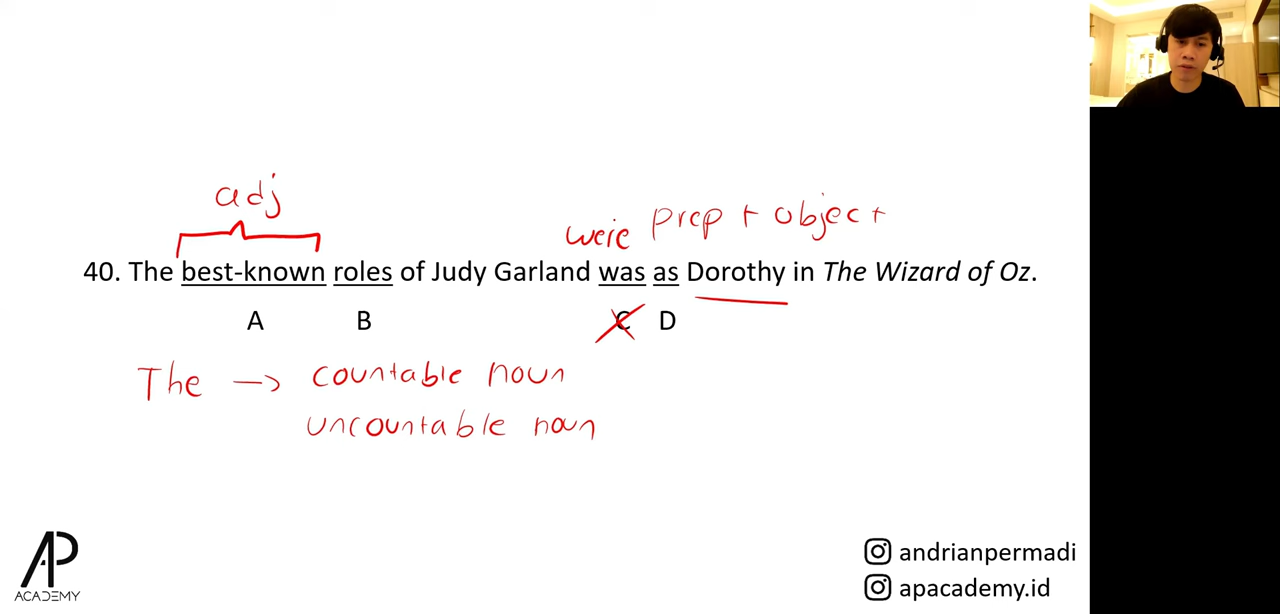 adj
were prep + object
40. The best-known roles of Judy Garland was as Dorothy in The Wizard of Oz.
A B C D
The → countable noun
uncountable noun
AP
ACADEMY
andrianpermadi
apacademy.id